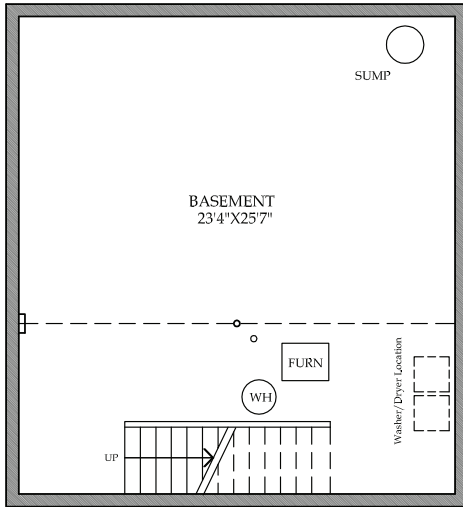 SUMP
BASEMENT
23'4"X25'7"
FURN
Washer/Dryer Location
WH
UP